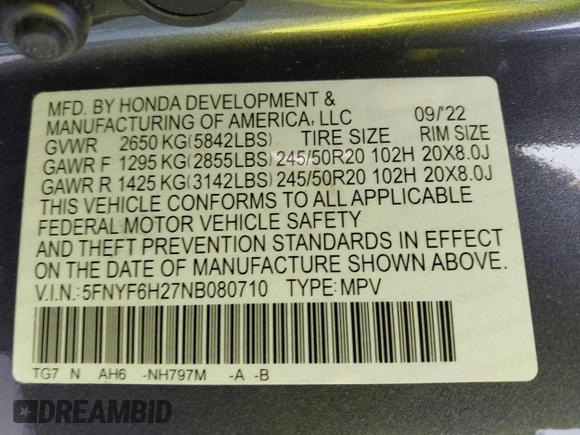 MFD. BY HONDA DEVELOPMENT &
MANUFACTURING OF AMERICA, LLC 09/'22
GVWR 2650 KG(5842LBS) TIRE SIZE RIM SIZE
GAWR F 1295 KG(2855LBS) 245/50R20 102H 20X8.0J
GAWR R 1425 KG(3142LBS) 245/50R20 102H 20X8.0J
THIS VEHICLE CONFORMS TO ALL APPLICABLE
FEDERAL MOTOR VEHICLE SAFETY
AND THEFT PREVENTION STANDARDS IN EFFECT
ON THE DATE OF MANUFACTURE SHOWN ABOVE.
V.I.N.:5FNYF6H27NB080710 TYPE:MPV
TG7 N AH6 -NH797M -A -B
DREAMBID